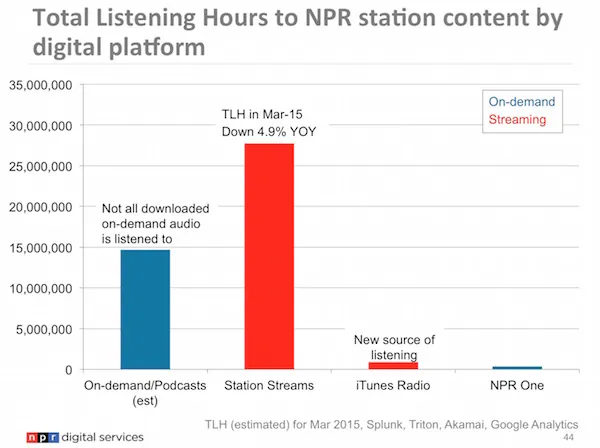 Total Listening Hours to NPR station content by
digital platform
35,000,000
30,000,000
25,000,000
20,000,000
15,000,000
10,000,000
5,000,000
0
TLH in Mar-15
Down 4.9% YOY
On-demand
Streaming
Not all downloaded
on-demand audio
is listened to
New source of
listening
On-demand/Podcasts
(est)
Station Streams
iTunes Radio
NPR One
TLH (estimated) for Mar 2015, Splunk, Triton, Akamai, Google Analytics
n p r digital services
44